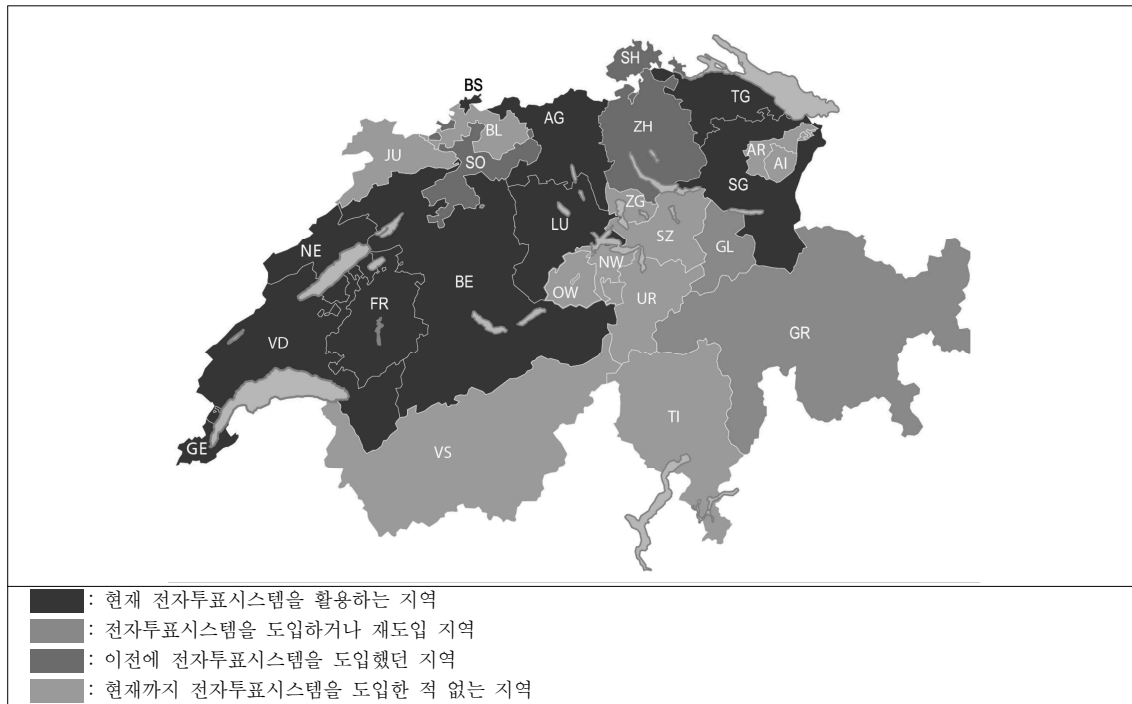 SH
BS
TG
AG
ZH
BL
JU
SO
AR
AI
SG
ZG
LU
SZ
NE
GL
NW
BE
OW
FR
UR
GR
VD
TI
VS
GE
: 현재 전자투표시스템을 활용하는 지역
: 전자투표시스템을 도입하거나 재도입 지역
: 이전에 전자투표시스템을 도입했던 지역
: 현재까지 전자투표시스템을 도입한 적 없는 지역